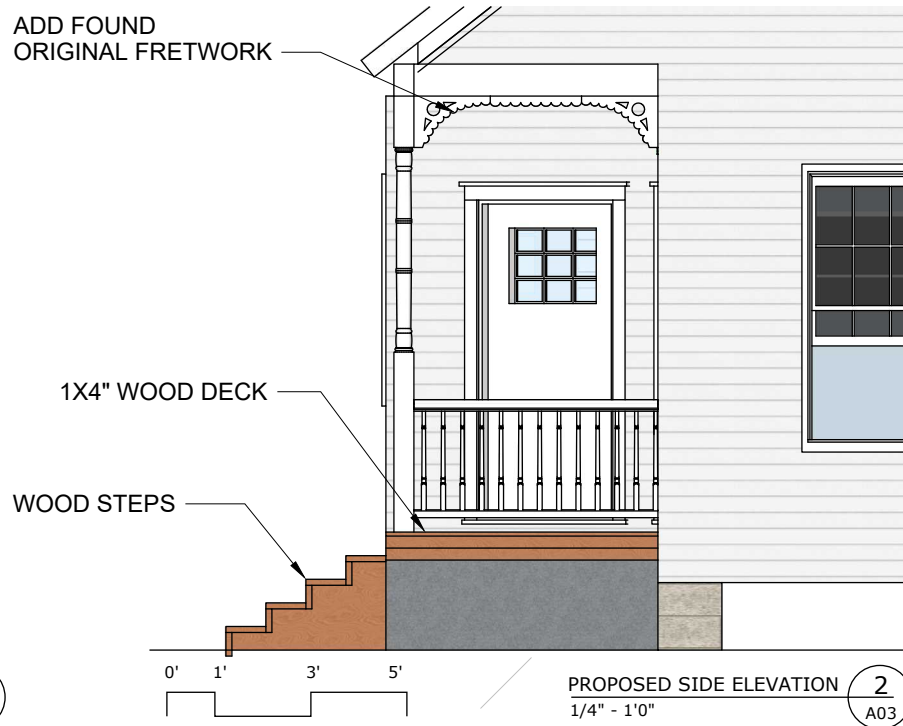 ADD FOUND
ORIGINAL FRETWORK
1X4" WOOD DECK
WOOD STEPS
0' 1' 3' 5'
PROPOSED SIDE ELEVATION
1/4" - 1'0"
2
A03